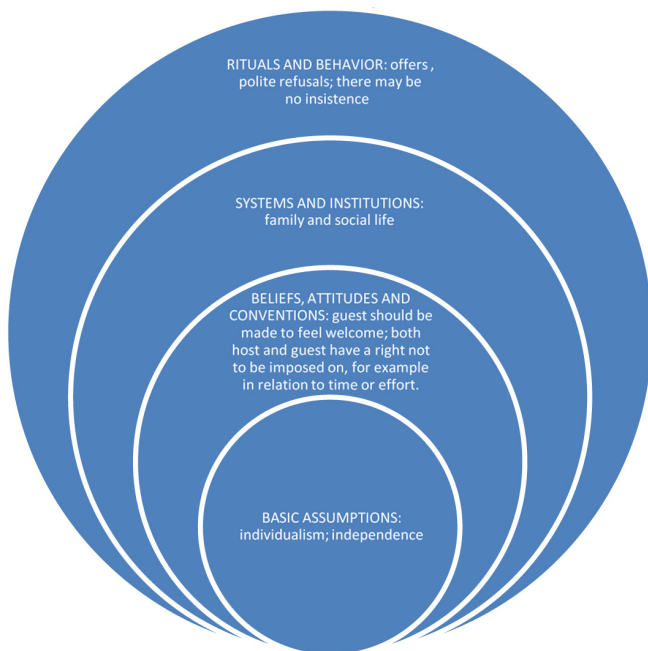 RITUALS AND BEHAVIOR: offers ,
polite refusals; there may be
no insistence
SYSTEMS AND INSTITUTIONS:
family and social life
BELIEFS, ATTITUDES AND
CONVENTIONS: guest should be
made to feel welcome; both
host and guest have a right not
to be imposed on, for example
in relation to time or effort.
BASIC ASSUMPTIONS:
individualism; independence